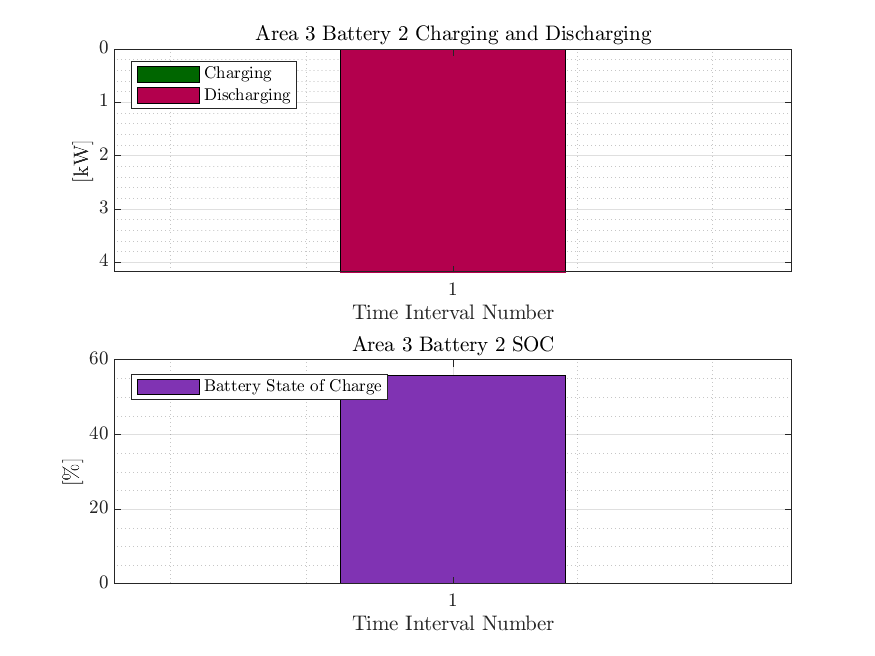 Area 3 Battery 2 Charging and Discharging
0
1
2
3
4
[kW]
Charging
Discharging
1
Time Interval Number
Area 3 Battery 2 SOC
60
40
20
0
[%]
Battery State of Charge
1
Time Interval Number